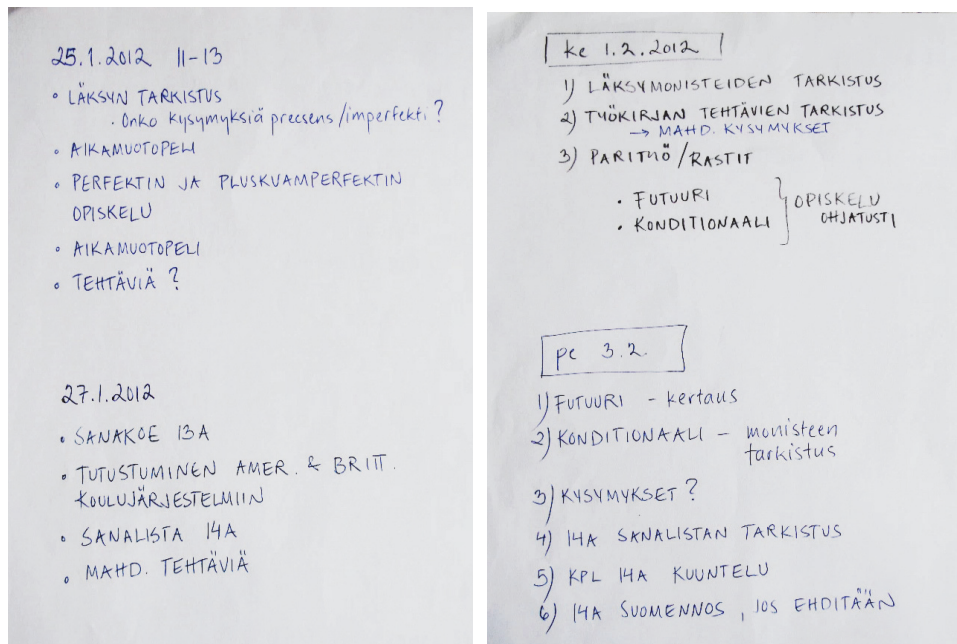 25.1.2012 11-13
• LÄKSYN TARKISTUS
• Onko kysymyksiä preesens/imperfekti?
• AIKAMUOTOPELI
• PERFEKTIN JA PLUSKVAMPERFEKTIN
OPISKELU
• AIKAMUOTOPELI
• TEHTÄVIÄ?
27.1.2012
• SANAKOE 13A
• TUTUSTUMINEN AMER. & BRITT.
KOULUJÄRJESTELMIIN
• SANALISTA 14A
• MAHD. TEHTÄVIÄ
ke 1.2.2012
1) LÄKSYMONISTEIDEN TARKISTUS
2) TYÖKIRJAN TEHTÄVIEN TARKISTUS
→ MAHD. KYSYMYKSET
3) PARITYÖ/RASTIT
• FUTUURI
• KONDITIONAALI
OPISKELU
OHJATUSTI
pe 3.2.
1) FUTUURI - kertaus
2) KONDITIONAALI - monisteen
tarkistus
3) KYSYMYKSET?
4) 14A SANALISTAN TARKISTUS
5) KPL 14A KUUNTELU
6) 14A SUOMENNOS, JOS EHDITÄÄN